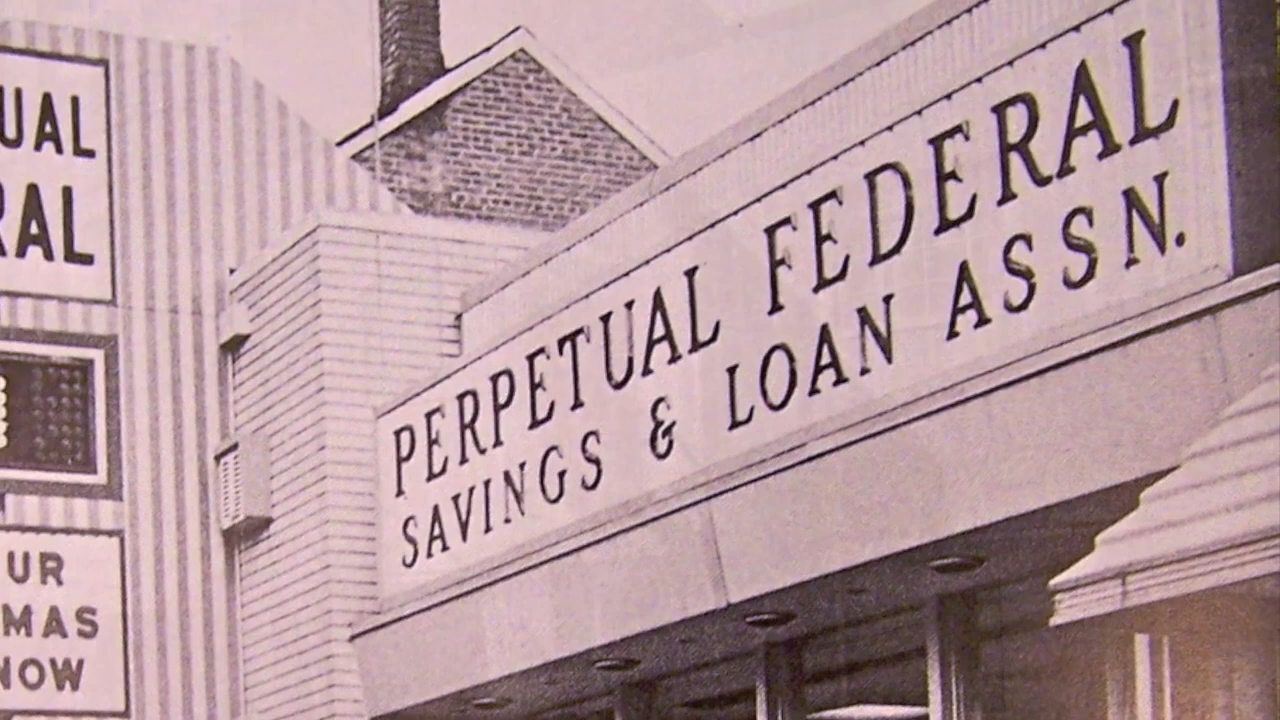 UAL
RAL
UR
MAS
NOW
PERPETUAL FEDERAL
SAVINGS & LOAN ASSN.